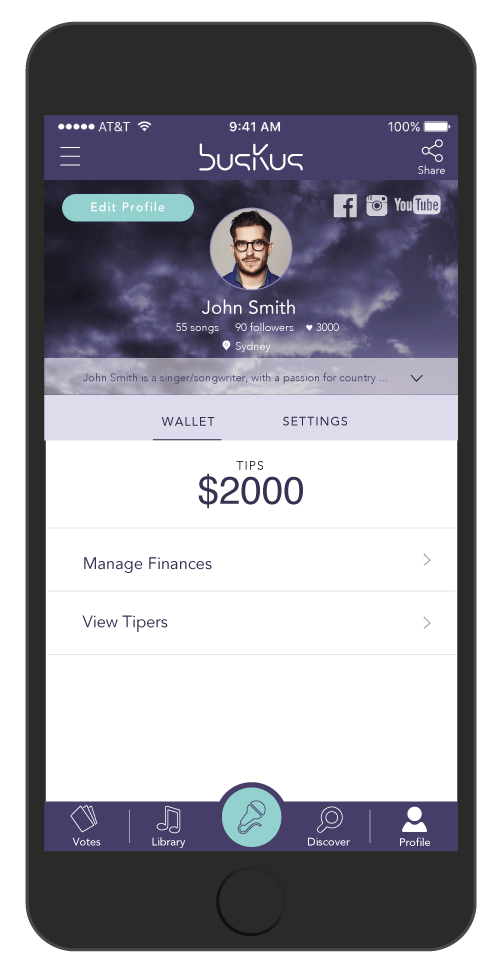 AT&T 9:41 AM 100%
busKus
Share
Edit Profile
You Tube
John Smith
55 songs 90 followers 3000
Sydney
John Smith is a singer/songwriter, with a passion for country ...
WALLET SETTINGS
TIPS
$2000
Manage Finances
View Tipers
Votes Library Discover Profile